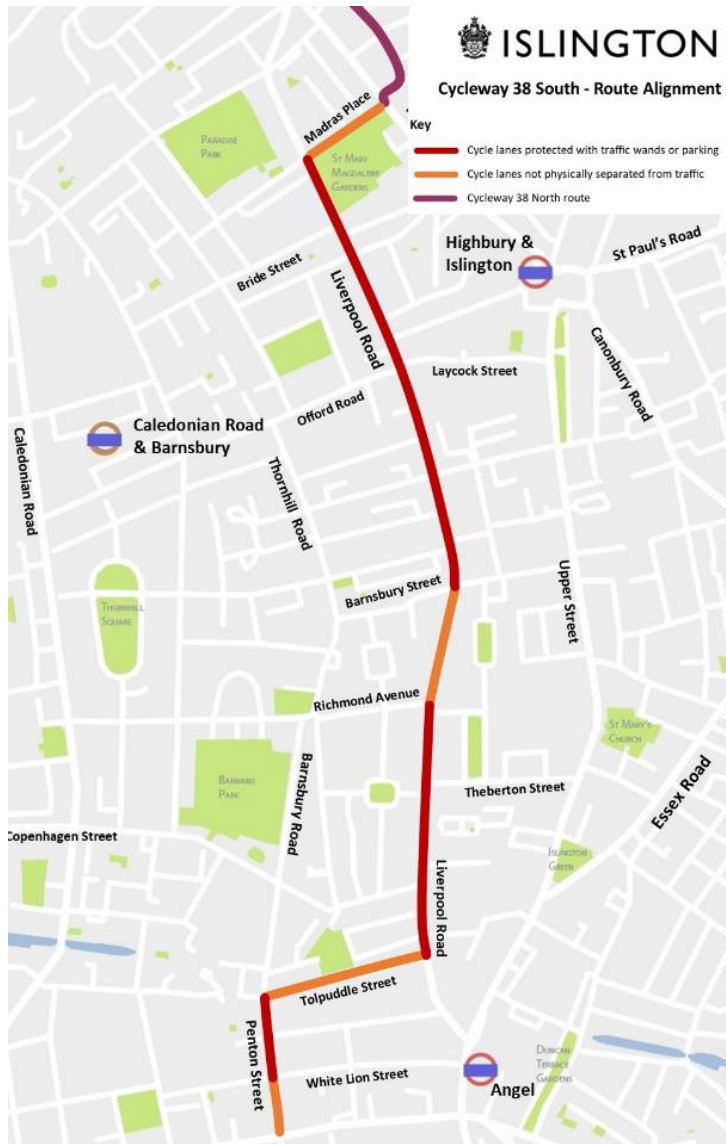 ISLINGTON
Cycleway 38 South - Route Alignment
Key
Cycle lanes protected with traffic wands or parking
Cycle lanes not physically separated from traffic
Cycleway 38 North route
Madras Place
PARADISE
PARK
ST MARY
MAGDALENE
GARDENS
Highbury &
Islington
St Paul's Road
Bride Street
Liverpool Road
Canonbury Road
Laycock Street
Offord Road
Caledonian Road
& Barnsbury
Caledonian Road
Thornhill Road
Upper Street
Barnsbury Street
THORNHILL
SQUARE
Richmond Avenue
ST MARY'S
CHURCH
Barnsbury Road
BARNARD
PARK
Theberton Street
Essex Road
Copenhagen Street
ISLINGTON
GREEN
Liverpool Road
Tolpuddle Street
Penton Street
White Lion Street
DUNCAN
TERRACE
GARDENS
Angel